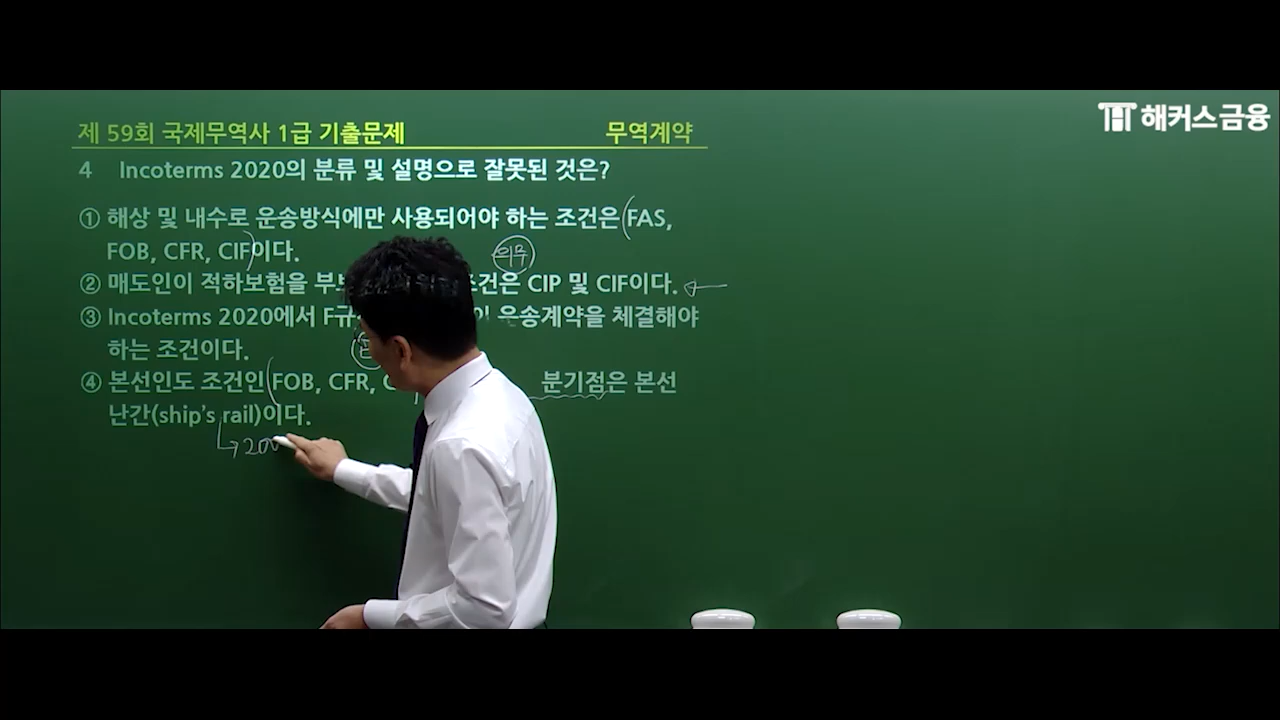 해커스금융
제 59회 국제무역사 1급 기출문제 무역계약
4 Incoterms 2020의 분류 및 설명으로 잘못된 것은?
① 해상 및 내수로 운송방식에만 사용되어야 하는 조건은 FAS,
FOB, CFR, CIF이다.
의무
② 매도인이 적하보험을 조건은 CIP 및 CIF이다.
③ Incoterms 2020에서 운송계약을 체결해야
하는 조건이다.
④ 본선인도 조건인 FOB, CFR, 분기점은 본선
난간(ship's rail)이다.